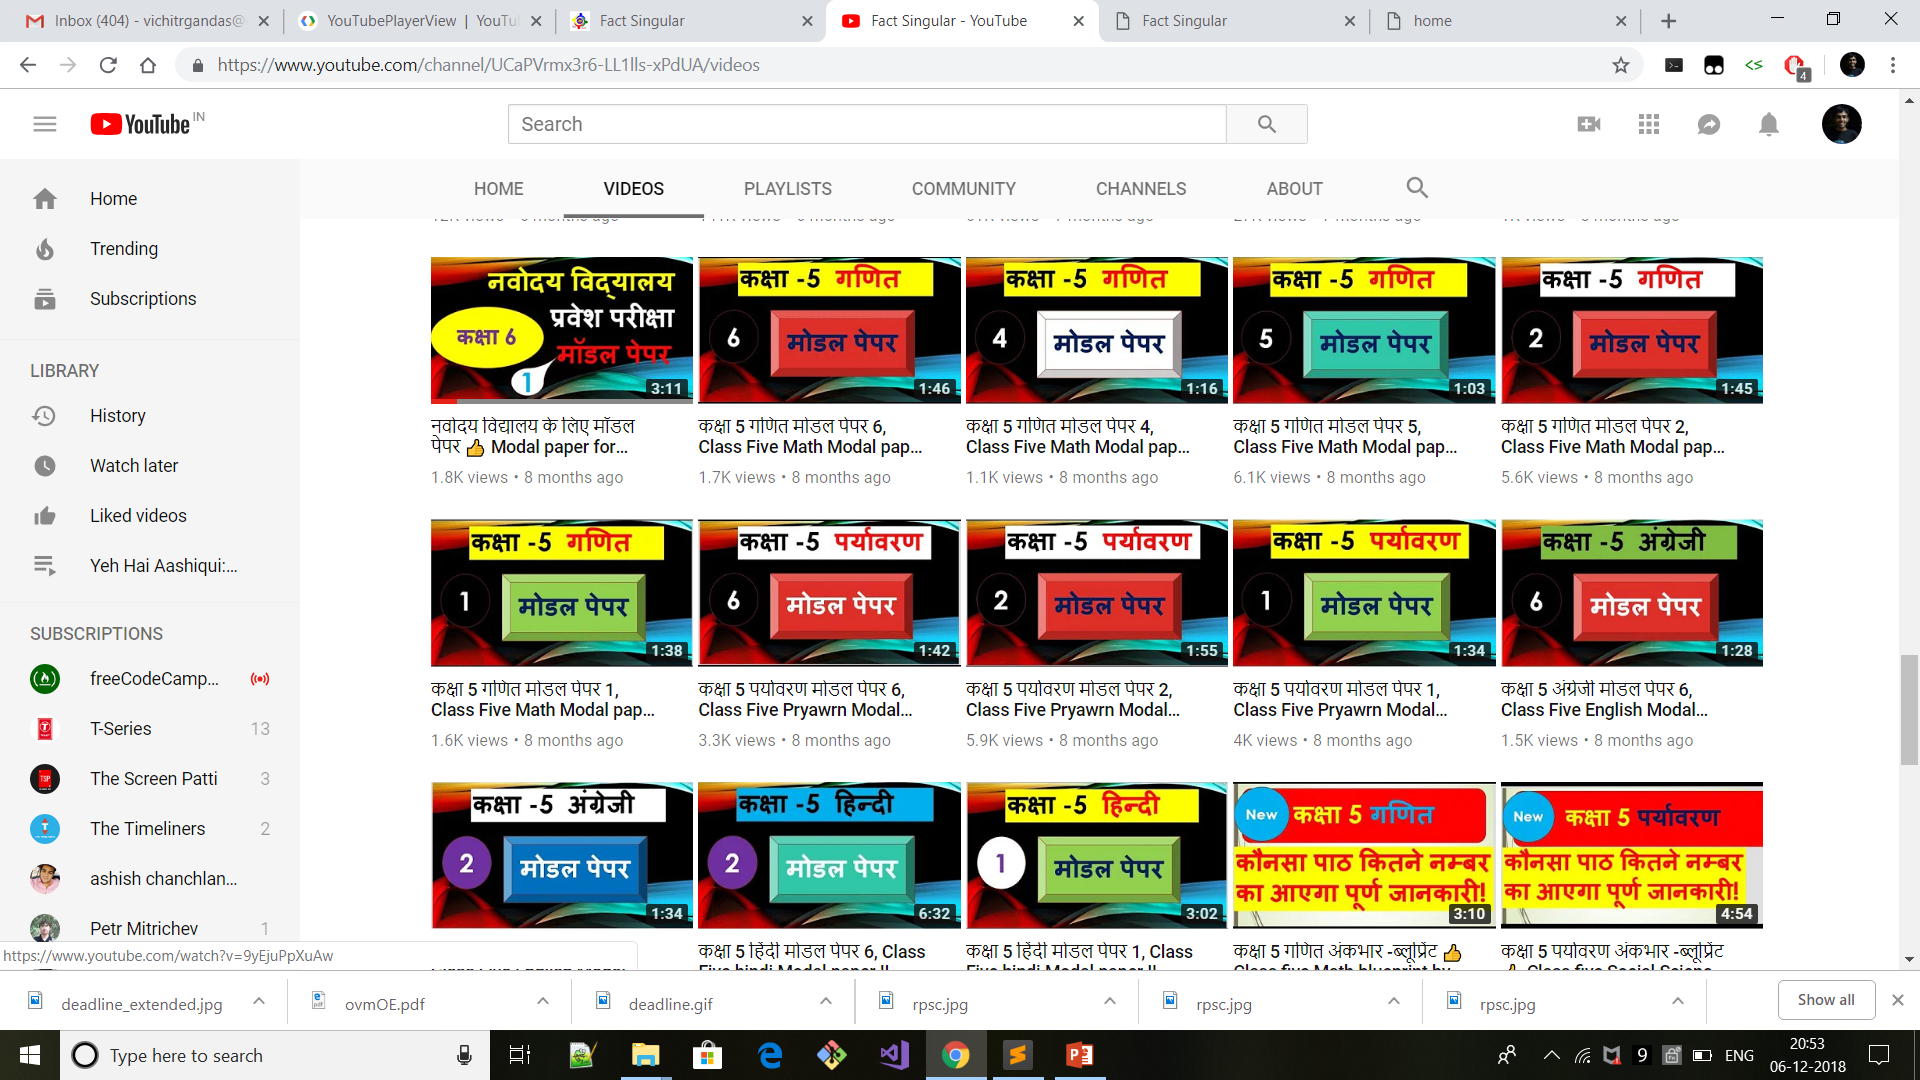 Inbox (404) - vichitrgandas@
YouTubePlayerView | YouTu
Fact Singular
Fact Singular - YouTube
Fact Singular
home
https://www.youtube.com/channel/UCaPVrmx3r6-LL1lls-xPdUA/videos
4
YouTube IN
Search
HOME VIDEOS PLAYLISTS COMMUNITY CHANNELS ABOUT
Home
Trending
Subscriptions
LIBRARY
History
Watch later
Liked videos
Yeh Hai Aashiqui:...
SUBSCRIPTIONS
freeCodeCamp...
T-Series 13
The Screen Patti 3
The Timeliners 2
ashish chanchlan...
Petr Mitrichev 1
नवोदय विद्यालय
प्रवेश परीक्षा
कक्षा 6
मॉडल पेपर
1
3:11
नवोदय विद्यालय के लिए मॉडल
पेपर 👍 Modal paper for...
1.8K views • 8 months ago
कक्षा -5 गणित
6
मोडल पेपर
1:46
कक्षा 5 गणित मोडल पेपर 6,
Class Five Math Modal pap...
1.7K views • 8 months ago
कक्षा -5 गणित
4
मोडल पेपर
1:16
कक्षा 5 गणित मोडल पेपर 4,
Class Five Math Modal pap...
1.1K views • 8 months ago
कक्षा -5 गणित
5
मोडल पेपर
1:03
कक्षा 5 गणित मोडल पेपर 5,
Class Five Math Modal pap...
6.1K views • 8 months ago
कक्षा -5 गणित
2
मोडल पेपर
1:45
कक्षा 5 गणित मोडल पेपर 2,
Class Five Math Modal pap...
5.6K views • 8 months ago
कक्षा -5 गणित
1
मोडल पेपर
1:38
कक्षा 5 गणित मोडल पेपर 1,
Class Five Math Modal pap...
1.6K views • 8 months ago
कक्षा -5 पर्यावरण
6
मोडल पेपर
1:42
कक्षा 5 पर्यावरण मोडल पेपर 6,
Class Five Pryawrn Modal...
3.3K views • 8 months ago
कक्षा -5 पर्यावरण
2
मोडल पेपर
1:55
कक्षा 5 पर्यावरण मोडल पेपर 2,
Class Five Pryawrn Modal...
5.9K views • 8 months ago
कक्षा -5 पर्यावरण
1
मोडल पेपर
1:34
कक्षा 5 पर्यावरण मोडल पेपर 1,
Class Five Pryawrn Modal...
4K views • 8 months ago
कक्षा -5 अंग्रेजी
6
मोडल पेपर
1:28
कक्षा 5 अंग्रेजी मोडल पेपर 6,
Class Five English Modal...
1.5K views • 8 months ago
कक्षा -5 अंग्रेजी
2
मोडल पेपर
1:34
कक्षा -5 हिन्दी
2
मोडल पेपर
6:32
कक्षा 5 हिंदी मोडल पेपर 6, Class
कक्षा -5 हिन्दी
1
मोडल पेपर
3:02
कक्षा 5 हिंदी मोडल पेपर 1, Class
New
कक्षा 5 गणित
कौनसा पाठ कितने नम्बर
का आएगा पूर्ण जानकारी!
3:10
कक्षा 5 गणित अंकभार -ब्लूप्रिंट 👍
New
कक्षा 5 पर्यावरण
कौनसा पाठ कितने नम्बर
का आएगा पूर्ण जानकारी!
4:54
कक्षा 5 पर्यावरण अंकभार -ब्लूप्रिंट
https://www.youtube.com/watch?v=9yEjuPpXuAw
deadline_extended.jpg
ovmOE.pdf
deadline.gif
rpsc.jpg
rpsc.jpg
rpsc.jpg
Show all
Type here to search
9
ENG
20:53
06-12-2018